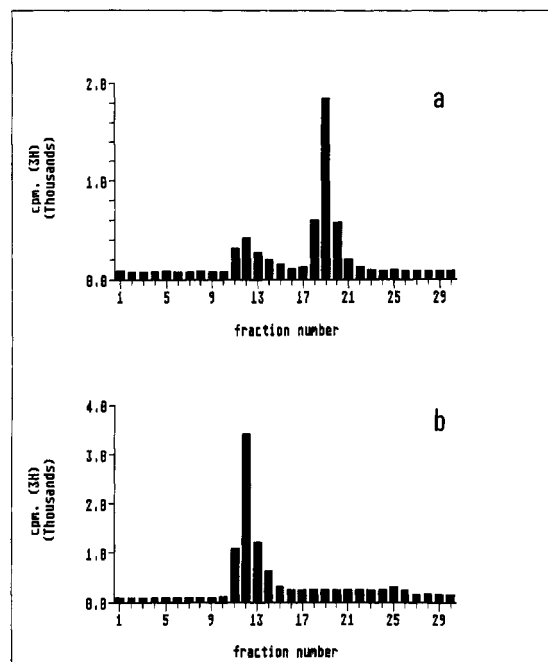 a
2.0
1.0
0.0
cpm. (3H)
(Thousands)
1 5 9 13 17 21 25 29
fraction number
b
4.0
3.0
2.0
1.0
0.0
cpm. (3H)
(Thousands)
1 5 9 13 17 21 25 29
fraction number